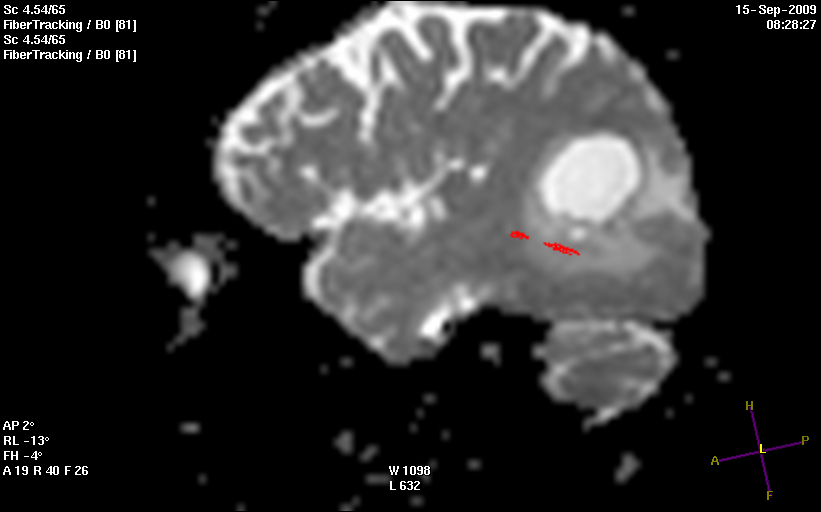 Sc 4.54/65
FiberTracking / B0 [81]
Sc 4.54/65
FiberTracking / B0 [81]
15-Sep-2009
08:28:27
AP 2°
RL -13°
FH -4°
A 19 R 40 F 26
W 1098
L 632
H
P
L
A
F